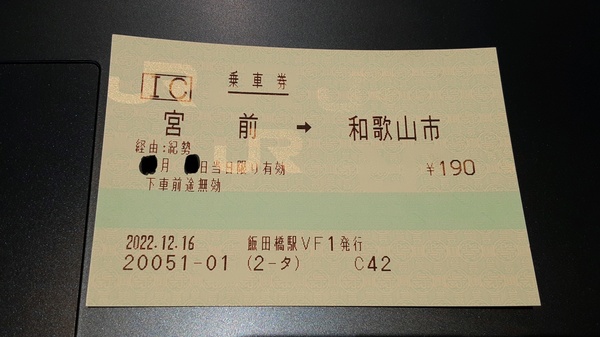 IC 乗車券
宮前 → 和歌山市
経由:紀勢
月 日当日限り有効 ¥190
下車前途無効
2022.12.16 飯田橋駅VF1発行
20051-01 (2-タ) C42